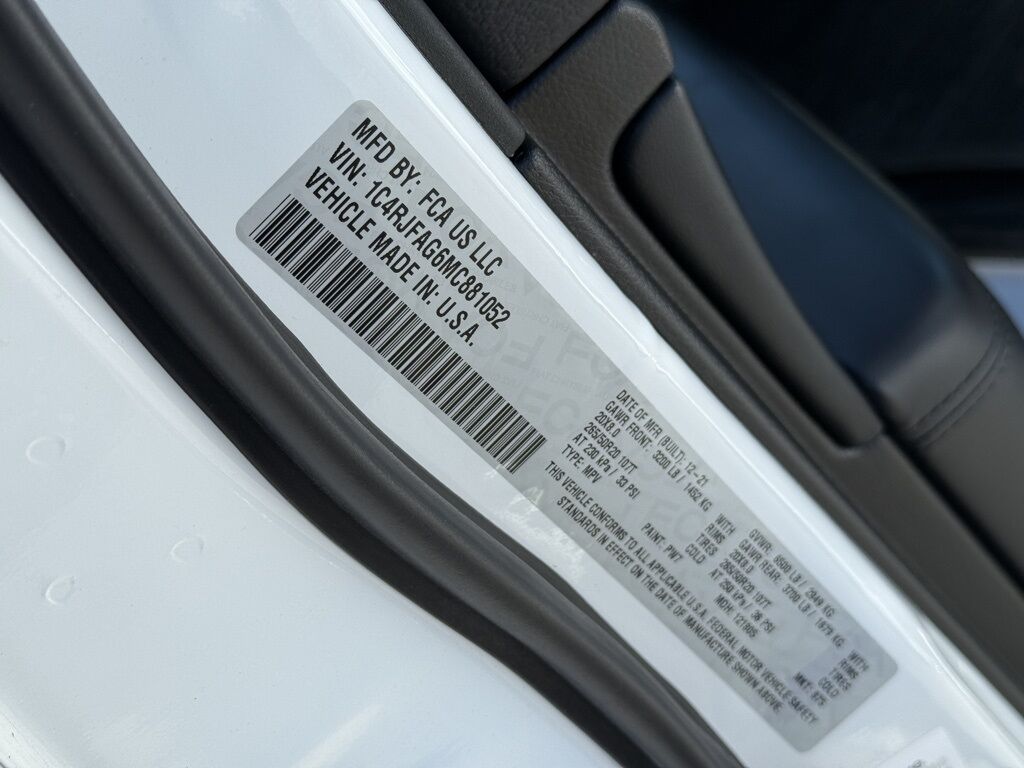 MFD BY: FCA US LLC
VIN: 1C4RJFAG6MC881052
VEHICLE MADE IN: U.S.A.
DATE OF MFR (BUILT): 12-21 GVWR: 6500 LB / 2949 KG
GAWR FRONT: 3200 LB / 1452 KG WITH GAWR REAR: 3700 LB / 1679 KG WITH
20X8.0 RIMS 20X8.0 RIMS
265/50R20 107T TIRES 265/50R20 107T TIRES
AT 230 kPa / 33 PSI COLD AT 250 kPa / 36 PSI COLD
TYPE: MPV PAINT: PW7 MDH: MKT:
THIS VEHICLE CONFORMS TO ALL APPLICABLE U.S.A. FEDERAL MOTOR VEHICLE SAFETY
STANDARDS IN EFFECT ON THE DATE OF MANUFACTURE SHOWN ABOVE.